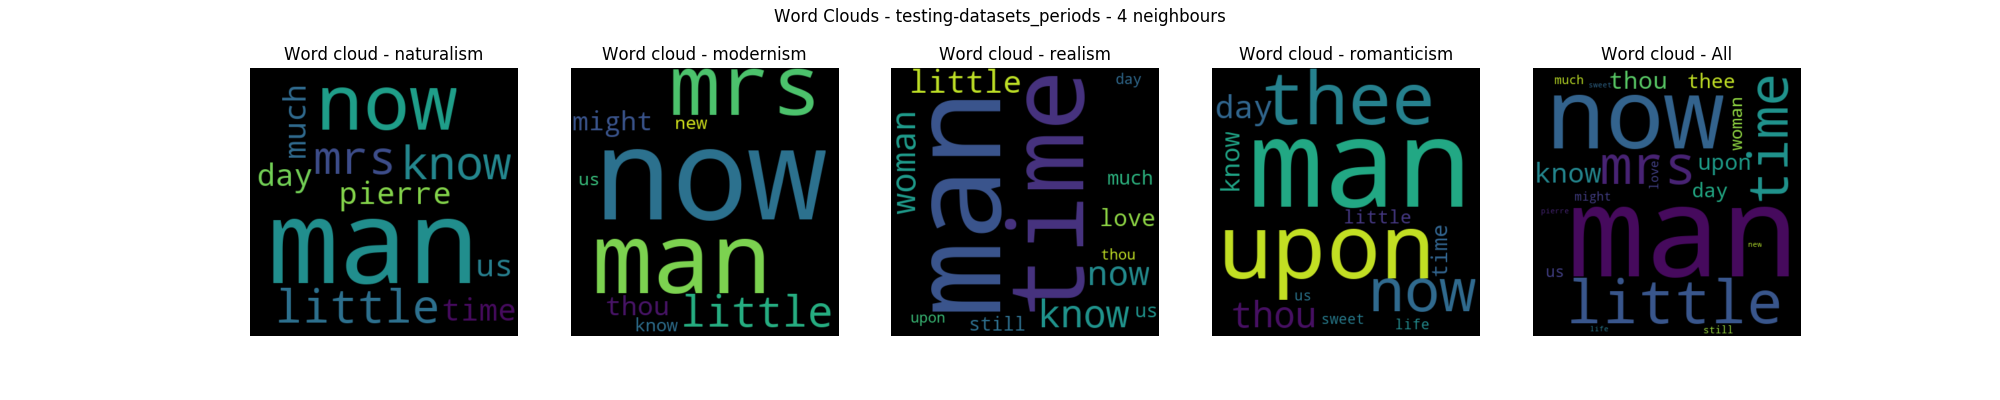 Word Clouds - testing-datasets_periods - 4 neighbours
Word cloud - naturalism
much
now
mrs
know
day
pierre
man
us
little
time
Word cloud - modernism
mrs
might
new
now
us
man
thou
little
know
Word cloud - realism
little
day
man
time
woman
much
love
thou
now
know
us
upon
still
Word cloud - romanticism
thee
day
man
know
little
upon
time
us
now
thou
sweet
life
Word cloud - All
much
sweet
thou
thee
now
woman
time
know
mrs
love
upon
might
day
pierre
man
new
us
little
life
still